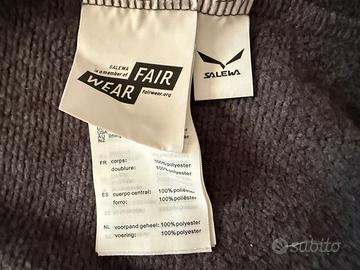 SALEWA
is a member of
FAIR
WEAR
fairwear.org
SALEWA
NZ
FR corps: 100% polyester
doublure: 100% polyester
ES cuerpo central: 100% poliéster
forro: 100% poliéster
NL voorpand geheel: 100% polyester
voering: 100% polyester
subito